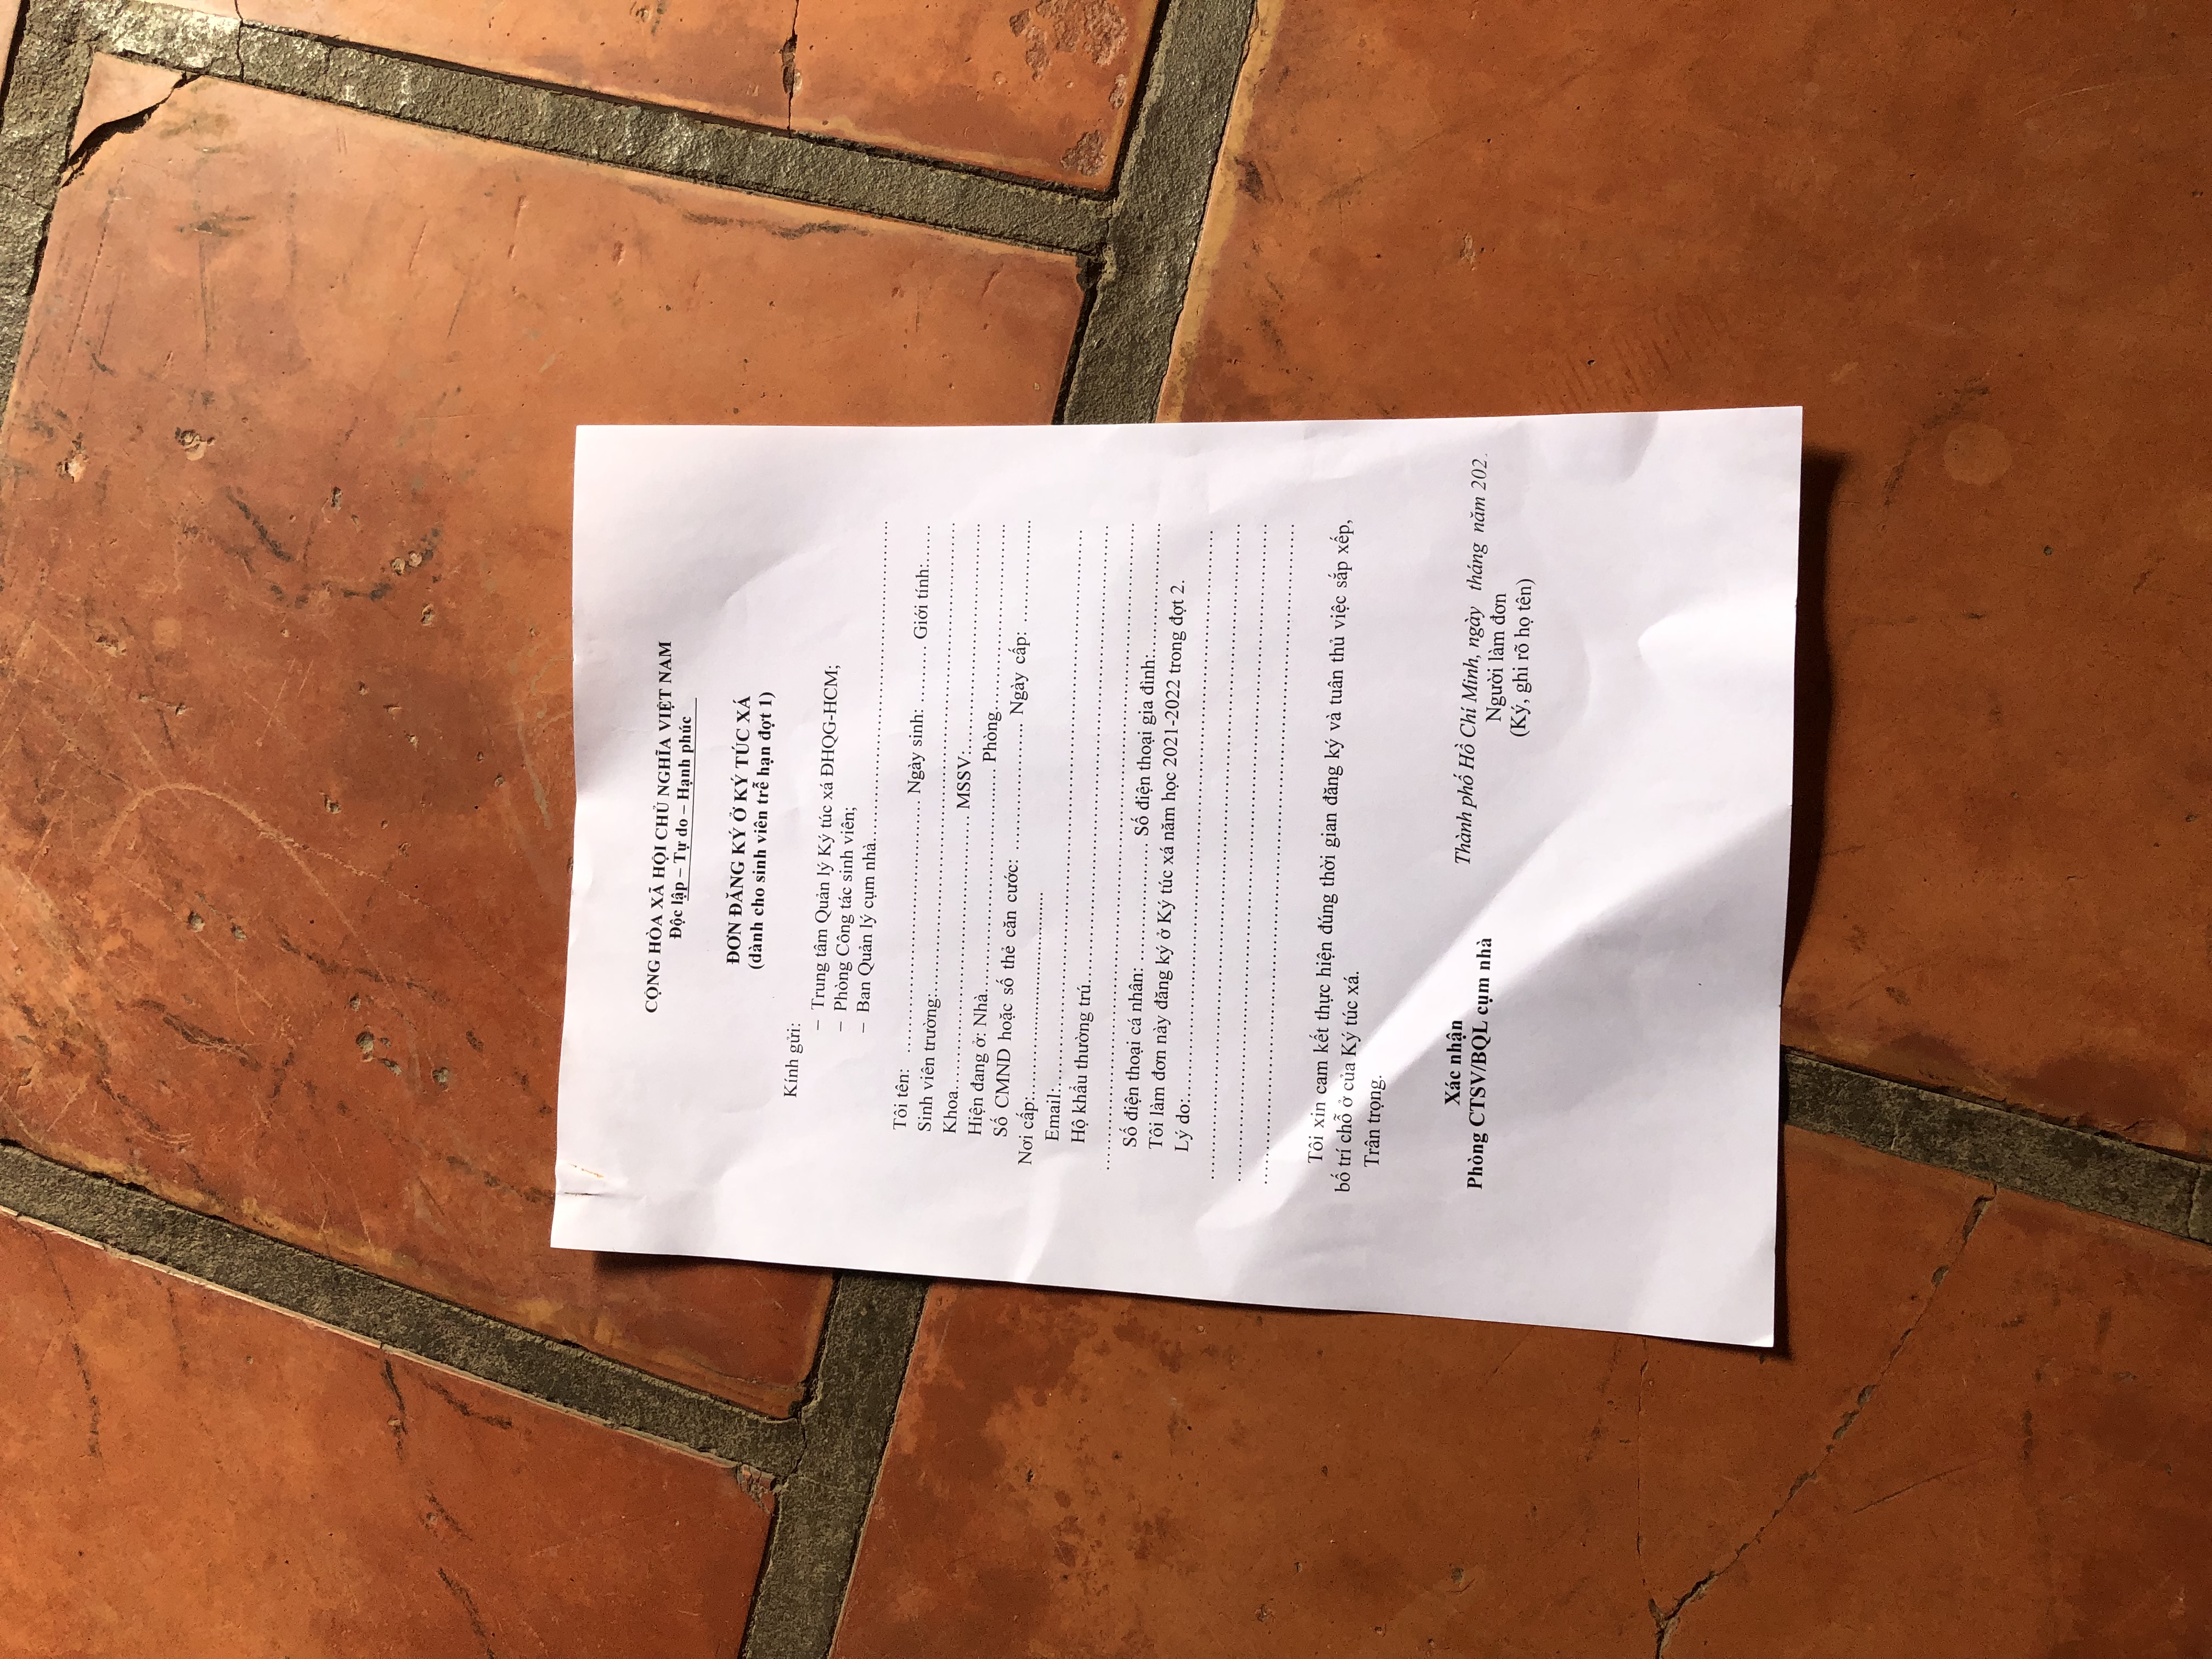 CỘNG HÒA XÃ HỘI CHỦ NGHĨA VIỆT NAM
Độc lập – Tự do – Hạnh phúc
ĐƠN ĐĂNG KÝ Ở KÝ TÚC XÁ
(dành cho sinh viên trễ hạn đợt 1)
Kính gửi:
– Trung tâm Quản lý Ký túc xá ĐHQG-HCM;
– Phòng Công tác sinh viên;
– Ban Quản lý cụm nhà..................................................
Tôi tên: ....................................... Ngày sinh: ......... Giới tính:......
Sinh viên trường:........................................................................
Khoa.......................................... MSSV:...................................
Hiện đang ở: Nhà.................................. Phòng............................
Số CMND hoặc số thẻ căn cước: .................... Ngày cấp: ................
Nơi cấp:......................................
Email:......................................................................................
Hộ khẩu thường trú......................................................................
....................................................................................................
Số điện thoại cá nhân: .................. Số điện thoại gia đình:....................
Tôi làm đơn này đăng ký ở Ký túc xá năm học 2021-2022 trong đợt 2.
Lý do:.......................................................................................
....................................................................................................
....................................................................................................
....................................................................................................
Tôi xin cam kết thực hiện đúng thời gian đăng ký và tuân thủ việc sắp xếp,
bố trí chỗ ở của Ký túc xá.
Trân trọng.
Xác nhận
Phòng CTSV/BQL cụm nhà
Thành phố Hồ Chí Minh, ngày tháng năm 202.
Người làm đơn
(Ký, ghi rõ họ tên)